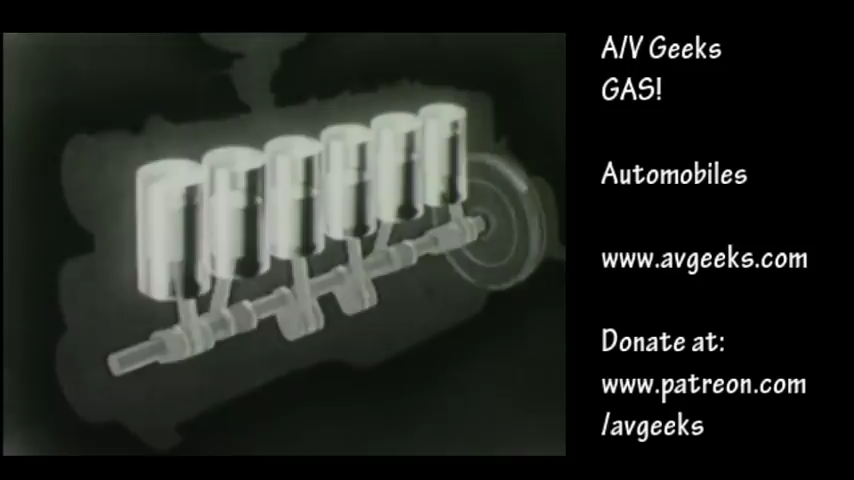 A/V Geeks
GAS!
Automobiles
www.avgeeks.com
Donate at:
www.patreon.com
/avgeeks